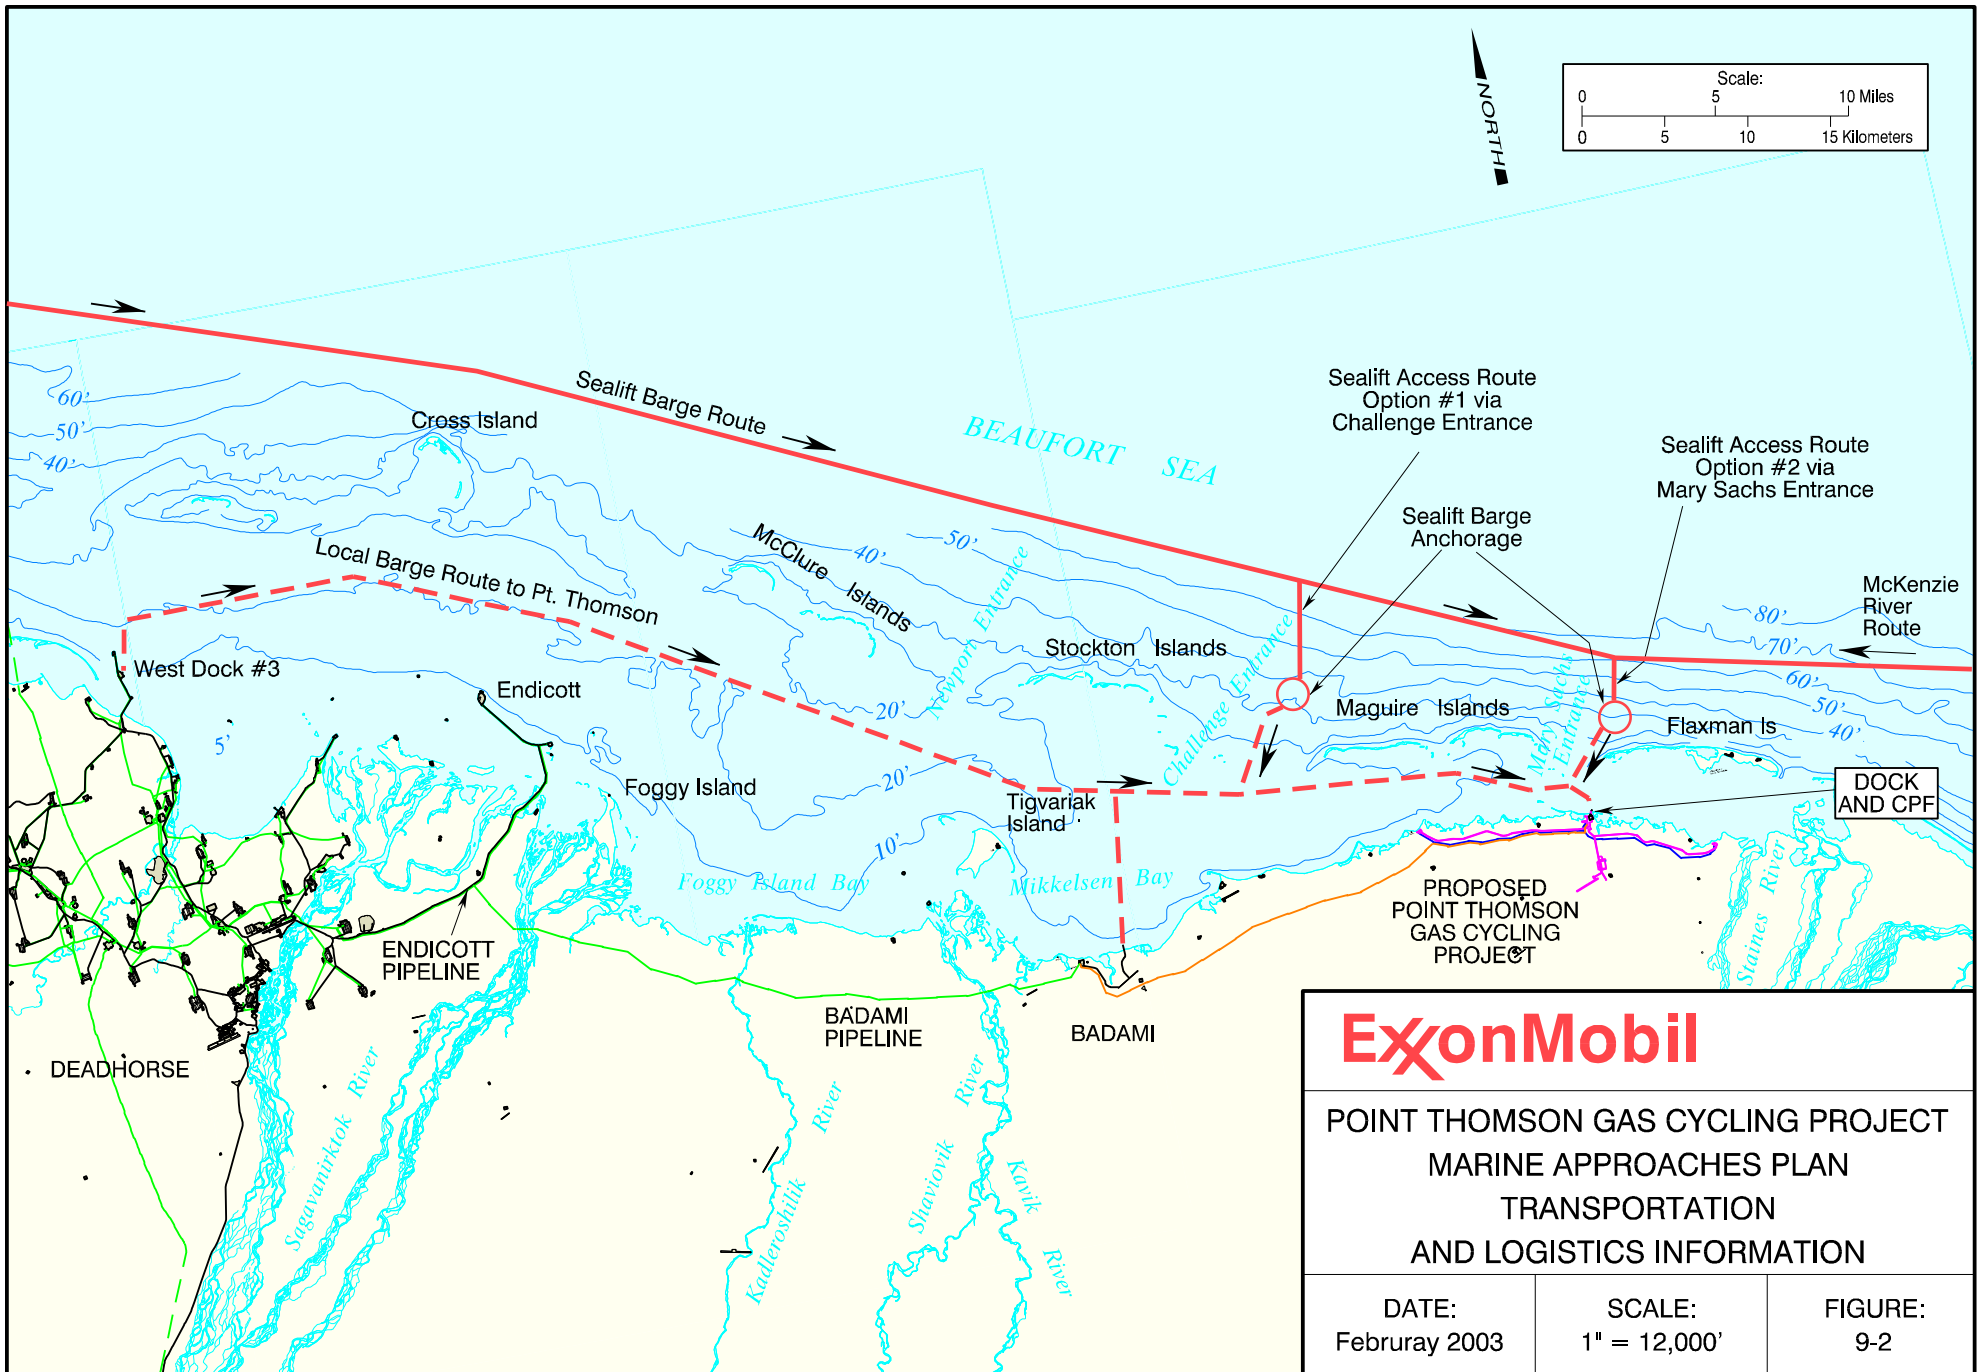 NORTH
Scale:
0 5 10 Miles
0 5 10 15 Kilometers
Sealift Barge Route
BEAUFORT SEA
Sealift Access Route
Option #1 via
Challenge Entrance
Sealift Access Route
Option #2 via
Mary Sachs Entrance
Sealift Barge
Anchorage
McKenzie
River
Route
60'
50'
40'
Cross Island
Local Barge Route to Pt. Thomson
McClure Islands
40'
50'
Newport Entrance
Stockton Islands
Challenge Entrance
Maguire Islands
Mary Sachs
Entrance
Flaxman Is
80'
70'
60'
50'
40'
West Dock #3
Endicott
5'
20'
20'
10'
Foggy Island
Tigvariak
Island
DOCK
AND CPF
Foggy Island Bay
Mikkelsen Bay
PROPOSED
POINT THOMSON
GAS CYCLING
PROJECT
Staines River
ENDICOTT
PIPELINE
BADAMI
PIPELINE
BADAMI
DEADHORSE
Sagavanirktok River
Kadleroshilik River
Shaviovik River
Kavik River
ExxonMobil
POINT THOMSON GAS CYCLING PROJECT
MARINE APPROACHES PLAN
TRANSPORTATION
AND LOGISTICS INFORMATION
DATE:
Februray 2003
SCALE:
1" = 12,000'
FIGURE:
9-2